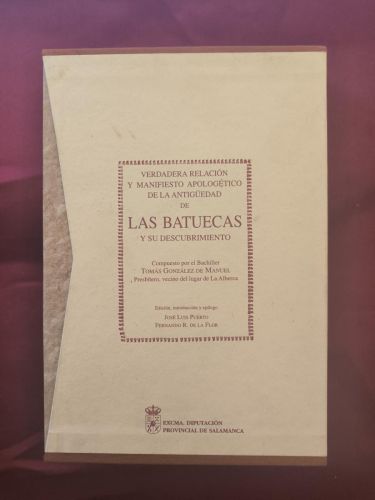 VERDADERA RELACIÓN
Y MANIFIESTO APOLOGÉTICO
DE LA ANTIGÜEDAD
DE
LAS BATUECAS
Y SU DESCUBRIMIENTO
Compuesto por el Bachiller
TOMÁS GONZÁLEZ DE MANUEL
, Presbítero, vecino del lugar de La Alberca
Edición, introducción y epílogo
JOSÉ LUIS PUERTO
FERNANDO R. DE LA FLOR
EXCMA. DIPUTACIÓN
PROVINCIAL DE SALAMANCA